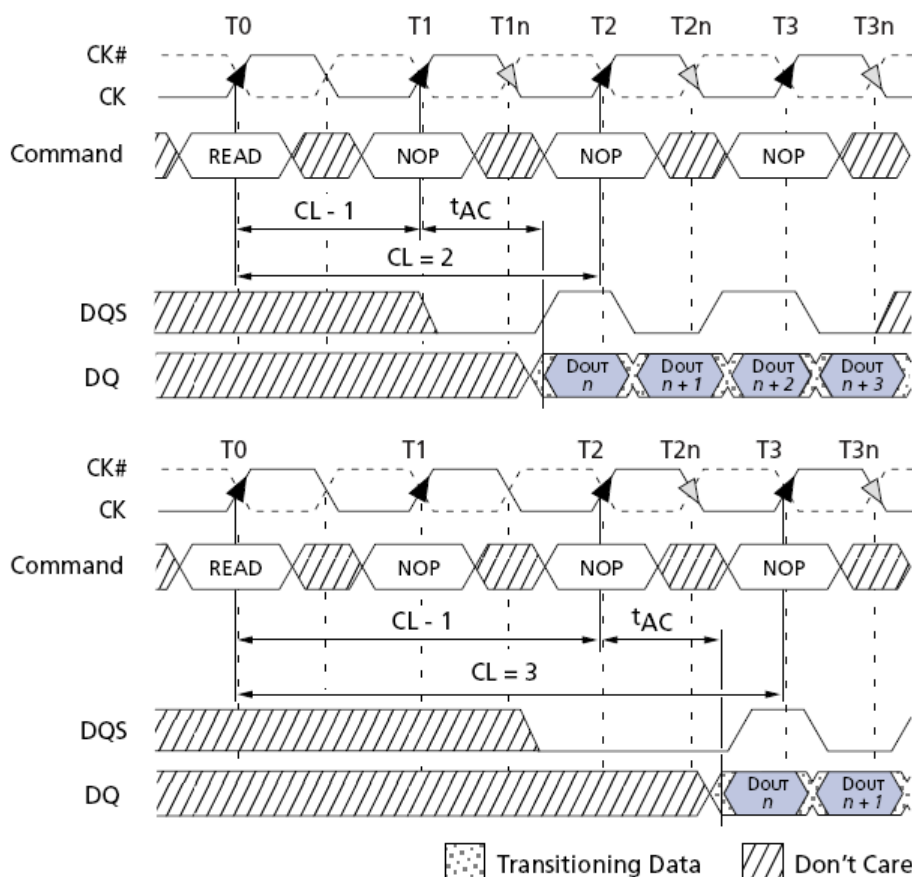 T0 T1 T1n T2 T2n T3 T3n
CK#
CK
Command READ NOP NOP NOP
CL - 1 tAC
CL = 2
DQS
DQ DOUT n DOUT n + 1 DOUT n + 2 DOUT n + 3
T0 T1 T2 T2n T3 T3n
CK#
CK
Command READ NOP NOP NOP
CL - 1 tAC
CL = 3
DQS
DQ DOUT n DOUT n + 1
Transitioning Data Don't Care